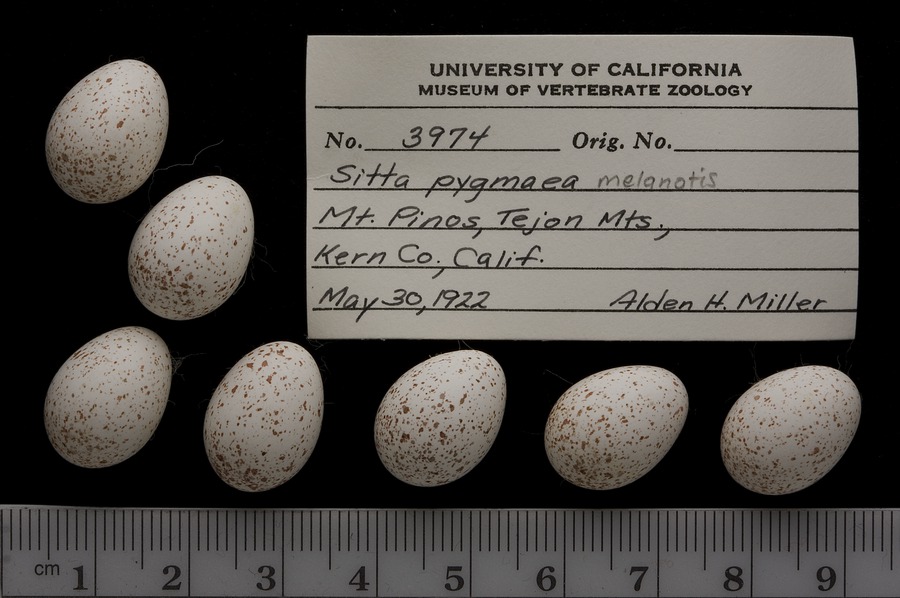 UNIVERSITY OF CALIFORNIA
MUSEUM OF VERTEBRATE ZOOLOGY
No. 3974 Orig. No.
Sitta pygmaea melanotis
Mt. Pinos, Tejon Mts.,
Kern Co., Calif.
May 30, 1922 Alden H. Miller
cm 1 2 3 4 5 6 7 8 9